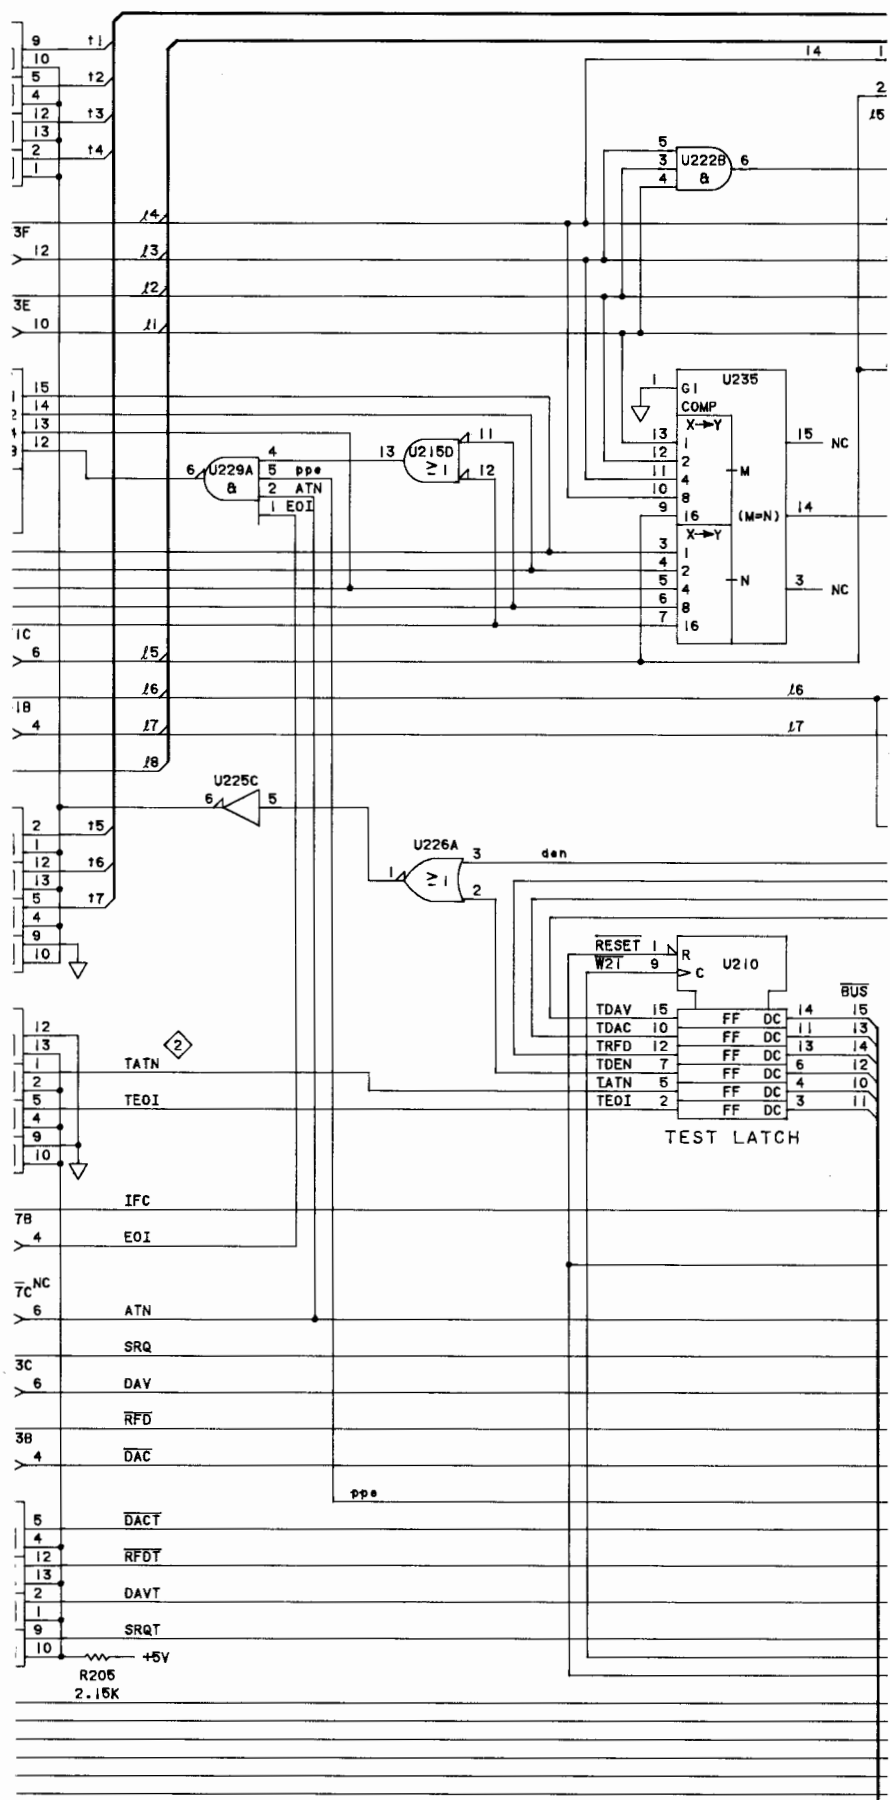 9 t1
10
5 t2
4
12 t3
13
2 t4
1
14 1
2
l5
5
3 U222B 6
4 &
l4
3F
12 l3
l2
3E
10 l1
15
14
13
12
1 G1 U235
COMP
X→Y
13 1 15 NC
12 2
11 4 M
10 8
9 16 (M=N) 14
X→Y
3 1
4 2
5 4 N 3 NC
6 8
7 16
6 U229A 4 13 U215D 11
& 5 ppe ≥1 12
2 ATN
1 EOI
1C
6 l5
l6 l6
1B
4 l7 l7
l8
U225C
6 5
2 t5
1
12 t6
13
5 t7
4
9
10
U226A
1 ≥1 3 den
2
RESET 1 R U210
W21 9 C
BUS
TDAV 15 FF DC 14 15
TDAC 10 FF DC 11 13
TRFD 12 FF DC 13 14
TDEN 7 FF DC 6 12
TATN 5 FF DC 4 10
TEOI 2 FF DC 3 11
TEST LATCH
12
13 2
1 TATN
2
5 TEOI
4
9
10
IFC
7B
4 EOI
NC
7C
6 ATN
SRQ
3C
6 DAV
RFD
3B
4 DAC
ppe
5 DACT
4
12 RFDT
13
2 DAVT
1
9 SRQT
10
+5V
R205
2.15K